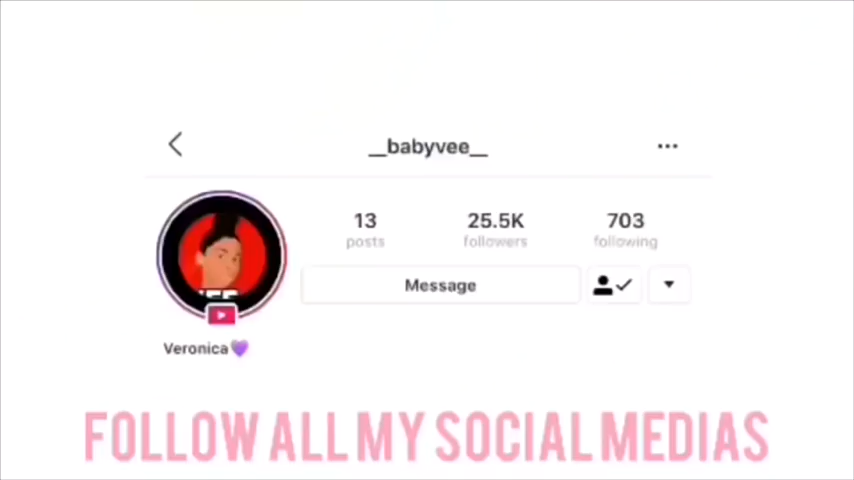 __babyvee__
13
posts
25.5K
followers
703
following
Message
Veronica💜
FOLLOW ALL MY SOCIAL MEDIAS